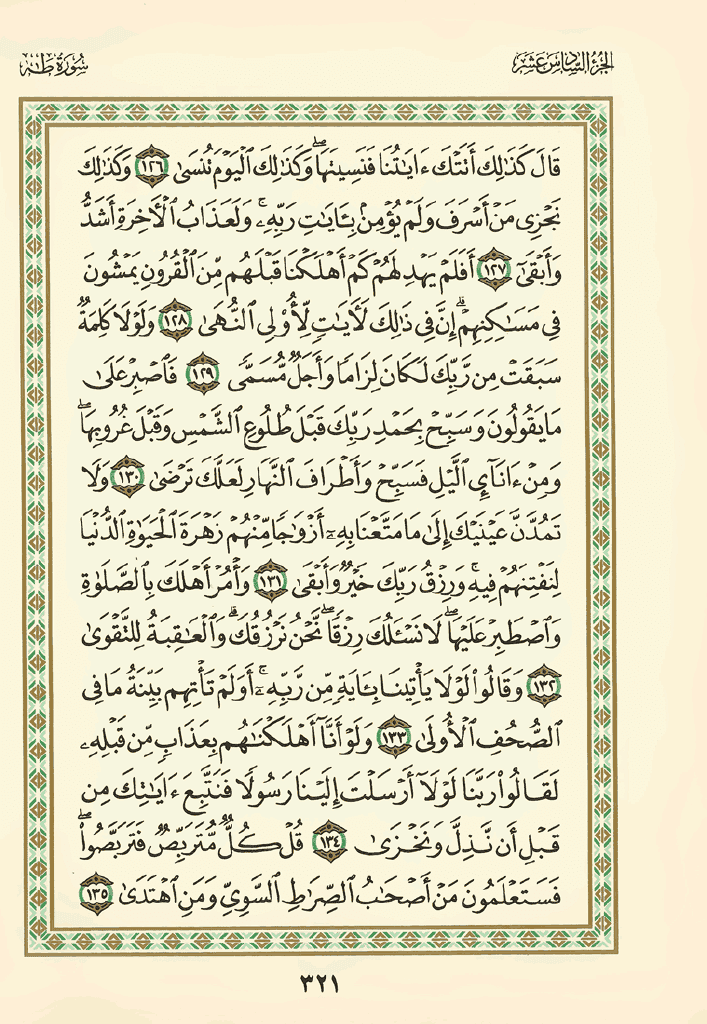 الجزء السادس عشر
سورة طه
قَالَ كَذَٰلِكَ أَتَتْكَ ءَايَٰتُنَا فَنَسِيتَهَا ۖ وَكَذَٰلِكَ ٱلْيَوْمَ تُنسَىٰ ١٢٦ وَكَذَٰلِكَ
نَجْزِى مَنْ أَسْرَفَ وَلَمْ يُؤْمِنۢ بِـَٔايَٰتِ رَبِّهِۦ ۚ وَلَعَذَابُ ٱلْءَاخِرَةِ أَشَدُّ
وَأَبْقَىٰٓ ١٢٧ أَفَلَمْ يَهْدِ لَهُمْ كَمْ أَهْلَكْنَا قَبْلَهُم مِّنَ ٱلْقُرُونِ يَمْشُونَ
فِى مَسَٰكِنِهِمْ ۗ إِنَّ فِى ذَٰلِكَ لَءَايَٰتٍ لِّأُو۟لِى ٱلنُّهَىٰ ١٢٨ وَلَوْلَا كَلِمَةٌ
سَبَقَتْ مِن رَّبِّكَ لَكَانَ لِزَامًا وَأَجَلٌ مُّسَمًّى ١٢٩ فَٱصْبِرْ عَلَىٰ
مَا يَقُولُونَ وَسَبِّحْ بِحَمْدِ رَبِّكَ قَبْلَ طُلُوعِ ٱلشَّمْسِ وَقَبْلَ غُرُوبِهَا ۖ
وَمِنْ ءَانَآئِ ٱلَّيْلِ فَسَبِّحْ وَأَطْرَافَ ٱلنَّهَارِ لَعَلَّكَ تَرْضَىٰ ١٣٠ وَلَا
تَمُدَّنَّ عَيْنَيْكَ إِلَىٰ مَا مَتَّعْنَا بِهِۦٓ أَزْوَٰجًا مِّنْهُمْ زَهْرَةَ ٱلْحَيَوٰةِ ٱلدُّنْيَا
لِنَفْتِنَهُمْ فِيهِ ۚ وَرِزْقُ رَبِّكَ خَيْرٌ وَأَبْقَىٰ ١٣١ وَأْمُرْ أَهْلَكَ بِٱلصَّلَوٰةِ
وَٱصْطَبِرْ عَلَيْهَا ۖ لَا نَسْـَٔلُكَ رِزْقًا ۖ نَّحْنُ نَرْزُقُكَ ۗ وَٱلْعَٰقِبَةُ لِلتَّقْوَىٰ
١٣٢ وَقَالُوا۟ لَوْلَا يَأْتِينَا بِـَٔايَةٍ مِّن رَّبِّهِۦٓ ۚ أَوَلَمْ تَأْتِهِم بَيِّنَةُ مَا فِى
ٱلصُّحُفِ ٱلْأُولَىٰ ١٣٣ وَلَوْ أَنَّآ أَهْلَكْنَٰهُم بِعَذَابٍ مِّن قَبْلِهِۦ
لَقَالُوا۟ رَبَّنَا لَوْلَآ أَرْسَلْتَ إِلَيْنَا رَسُولًا فَنَتَّبِعَ ءَايَٰتِكَ مِن
قَبْلِ أَن نَّذِلَّ وَنَخْزَىٰ ١٣٤ قُلْ كُلٌّ مُّتَرَبِّصٌ فَتَرَبَّصُوا۟ ۖ
فَسَتَعْلَمُونَ مَنْ أَصْحَٰبُ ٱلصِّرَٰطِ ٱلسَّوِىِّ وَمَنِ ٱهْتَدَىٰ ١٣٥
٣٢١